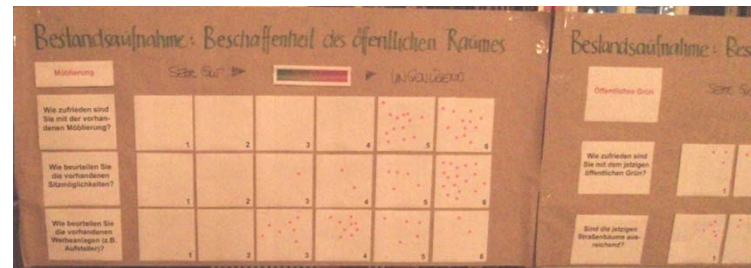 Bestandsaufnahme: Beschaffenheit des öffentlichen Raumes
Möblierung
SEHR GUT
UNGENÜGEND
Wie zufrieden sind
Sie mit der vorhan-
denen Möblierung?
1 2 3 4 5 6
Wie beurteilen Sie
die vorhandenen
Sitzmöglichkeiten?
1 2 3 4 5 6
Wie beurteilen Sie
die vorhandenen
Werbeanlagen (z.B.
Aufsteller)?
1 2 3 4 5 6
Bestandsaufnahme: Bes
Öffentliches Grün
SEHR GU
Wie zufrieden sind
Sie mit dem jetzigen
öffentlichen Grün?
1
Sind die jetzigen
Straßenbäume aus-
reichend?
1